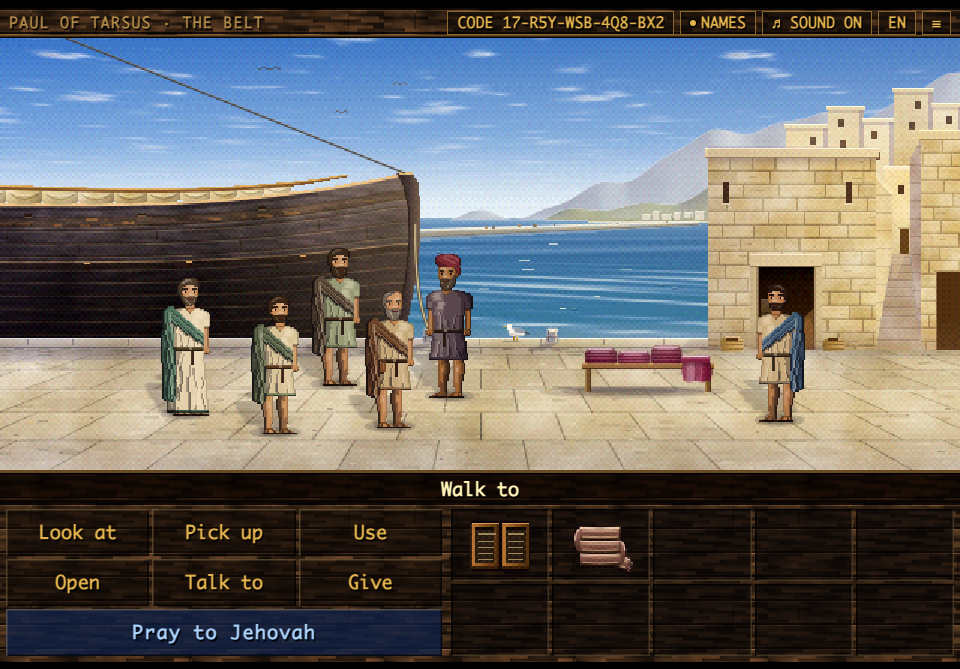 PAUL OF TARSUS · THE BELT
CODE 17-R5Y-WSB-4Q8-BX2
● NAMES
♬ SOUND ON
EN
≡
Walk to
Look at
Pick up
Use
Open
Talk to
Give
Pray to Jehovah